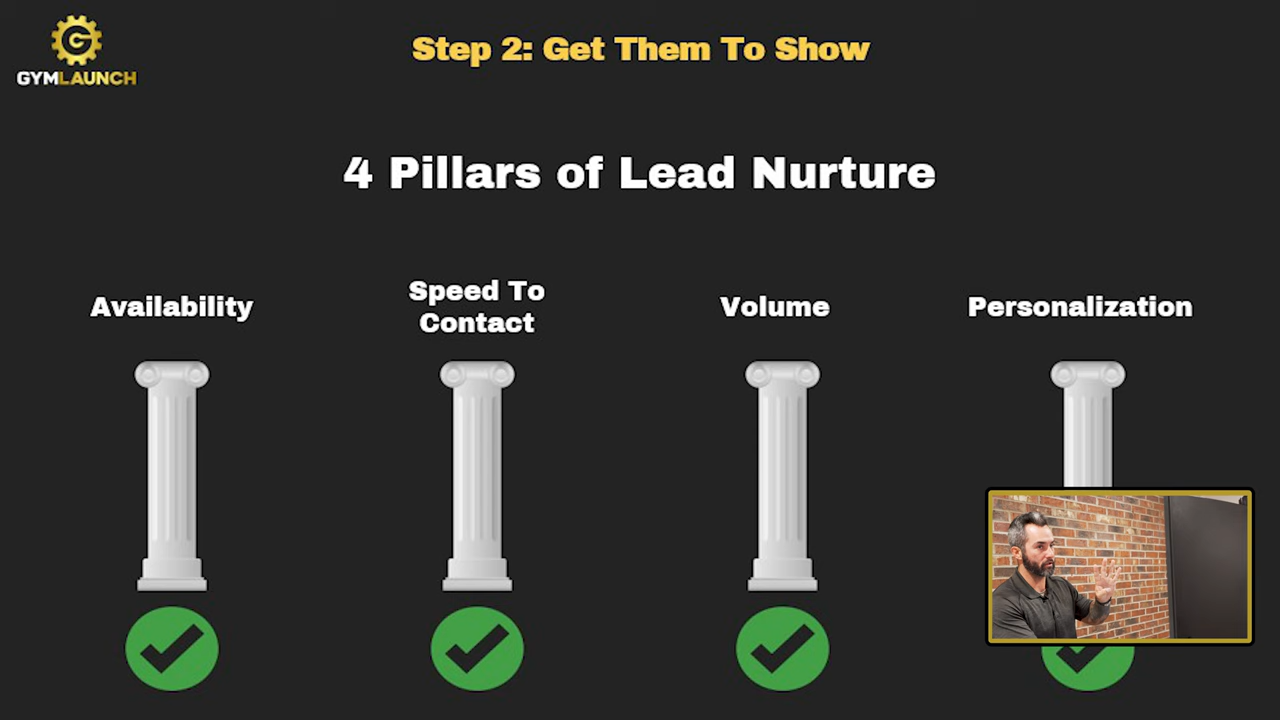 GYMLAUNCH
Step 2: Get Them To Show
4 Pillars of Lead Nurture
Availability
Speed To
Contact
Volume
Personalization